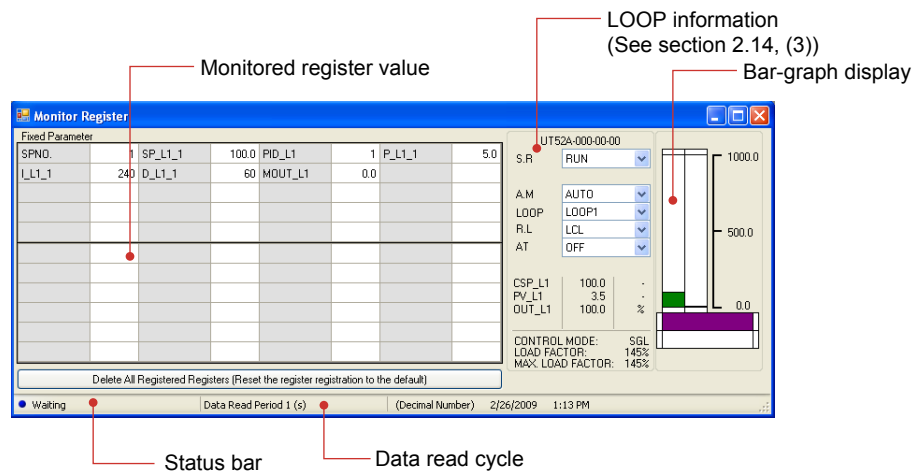 LOOP information
(See section 2.14, (3))
Monitored register value
Bar-graph display
Monitor Register
Fixed Parameter
SPNO. 1 SP_L1_1 100.0 PID_L1 1 P_L1_1 5.0
I_L1_1 240 D_L1_1 60 MOUT_L1 0.0
UT52A-000-00-00
S.R RUN
A.M AUTO
LOOP LOOP1
R.L LCL
AT OFF
CSP_L1 100.0 -
PV_L1 3.5 -
OUT_L1 100.0 %
CONTROL MODE: SGL
LOAD FACTOR: 145%
MAX. LOAD FACTOR: 145%
1000.0
500.0
0.0
Delete All Registered Registers (Reset the register registration to the default)
Waiting Data Read Period 1 (s) (Decimal Number) 2/26/2009 1:13 PM
Status bar
Data read cycle